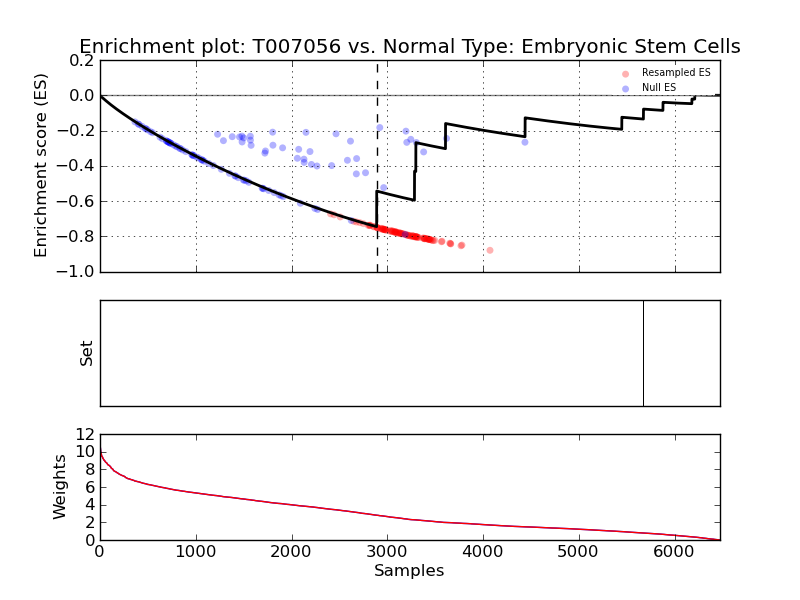 Enrichment plot: T007056 vs. Normal Type: Embryonic Stem Cells
Enrichment score (ES)
0.2
0.0
−0.2
−0.4
−0.6
−0.8
−1.0
Resampled ES
Null ES
Set
Weights
12
10
8
6
4
2
0
0 1000 2000 3000 4000 5000 6000
Samples